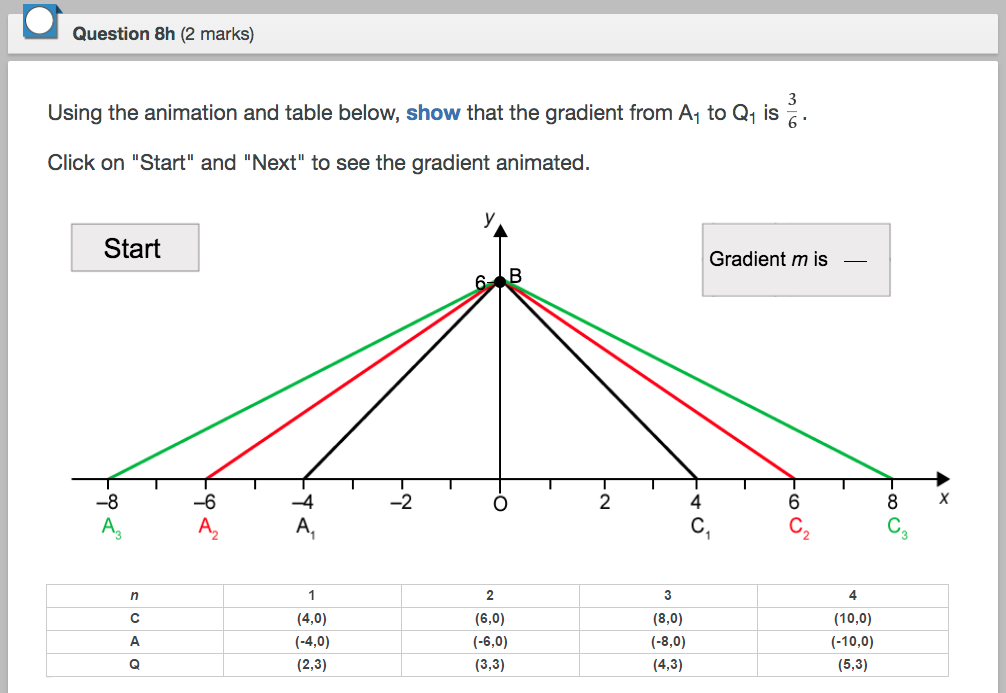 Question 8h (2 marks)
Using the animation and table below, show that the gradient from A₁ to Q₁ is 3/6.
Click on "Start" and "Next" to see the gradient animated.
Start
y
Gradient m is __
6 B
–8 –6 –4 –2 O 2 4 6 8 x
A₃ A₂ A₁ C₁ C₂ C₃
n 1 2 3 4
C (4,0) (6,0) (8,0) (10,0)
A (-4,0) (-6,0) (-8,0) (-10,0)
Q (2,3) (3,3) (4,3) (5,3)